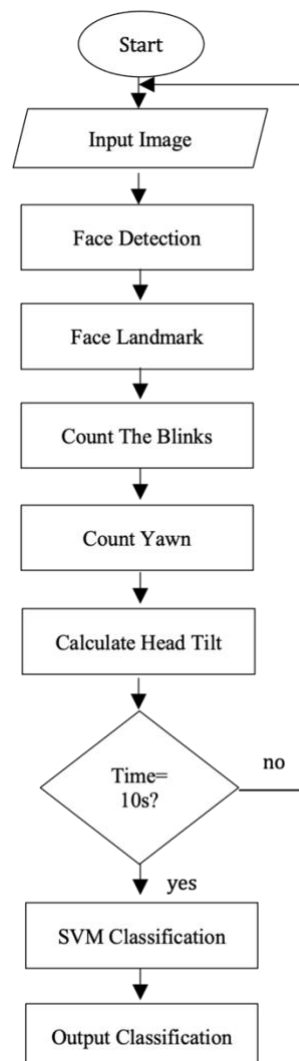 Start
Input Image
Face Detection
Face Landmark
Count The Blinks
Count Yawn
Calculate Head Tilt
Time=
10s?
no
yes
SVM Classification
Output Classification